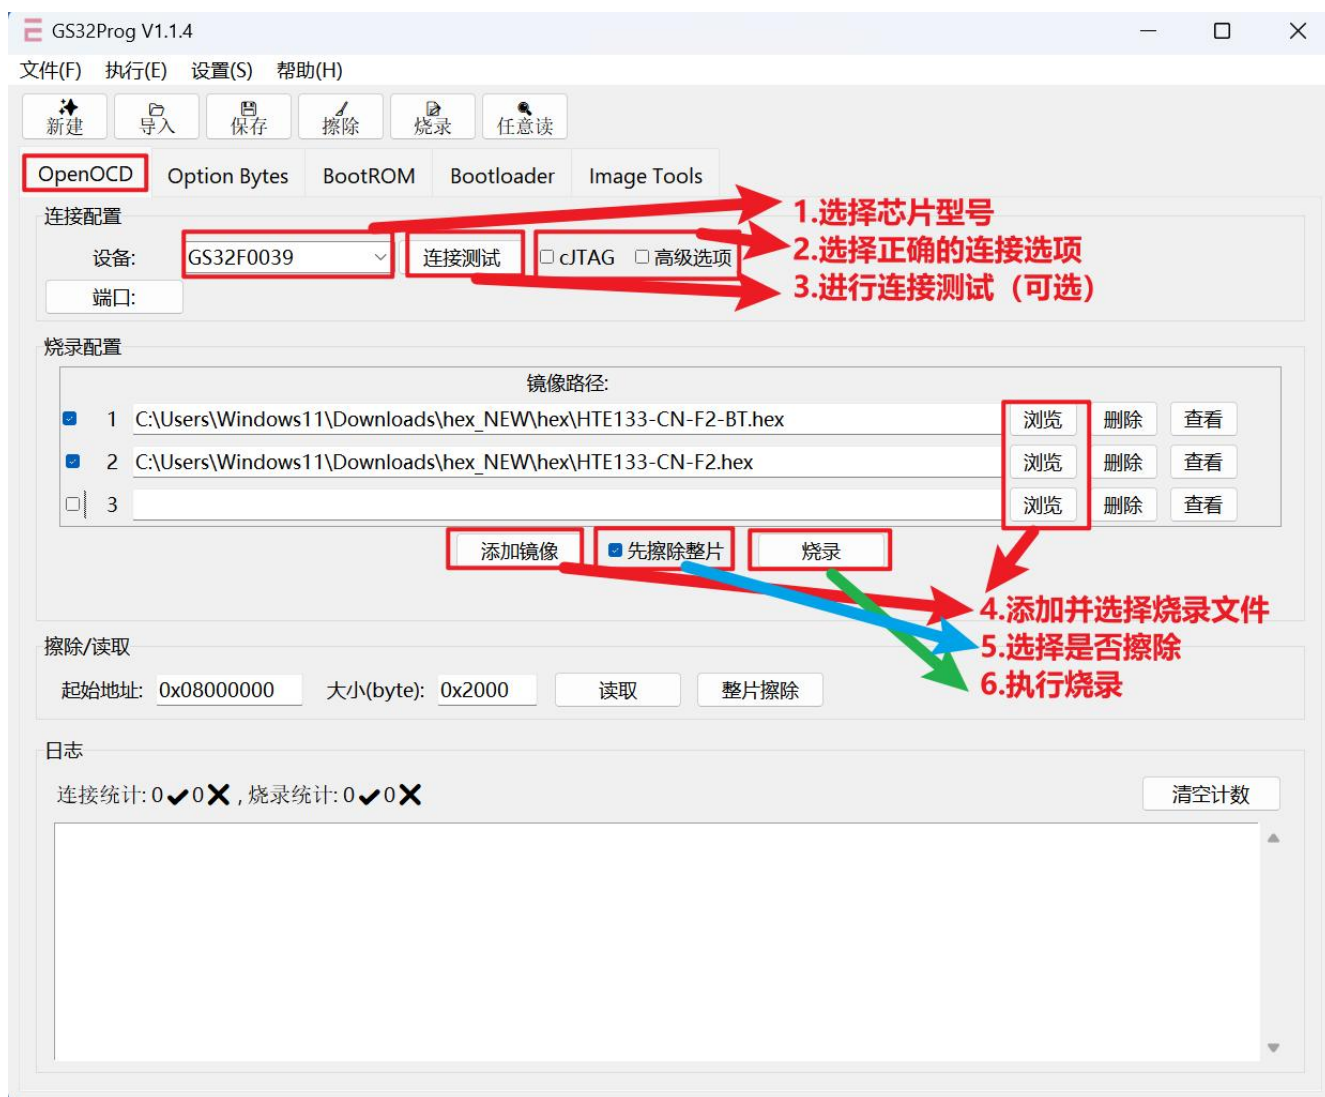 GS32Prog V1.1.4
文件(F) 执行(E) 设置(S) 帮助(H)
新建 导入 保存 擦除 烧录 任意读
OpenOCD Option Bytes BootROM Bootloader Image Tools
连接配置
1.选择芯片型号
设备: GS32F0039 连接测试 cJTAG 高级选项
2.选择正确的连接选项
3.进行连接测试（可选）
端口:
烧录配置
镜像路径:
1 C:\Users\Windows11\Downloads\hex_NEW\hex\HTE133-CN-F2-BT.hex 浏览 删除 查看
2 C:\Users\Windows11\Downloads\hex_NEW\hex\HTE133-CN-F2.hex 浏览 删除 查看
3 浏览 删除 查看
添加镜像 先擦除整片 烧录
4.添加并选择烧录文件
5.选择是否擦除
6.执行烧录
擦除/读取
起始地址: 0x08000000 大小(byte): 0x2000 读取 整片擦除
日志
连接统计: 0✔0✖ , 烧录统计: 0✔0✖ 清空计数